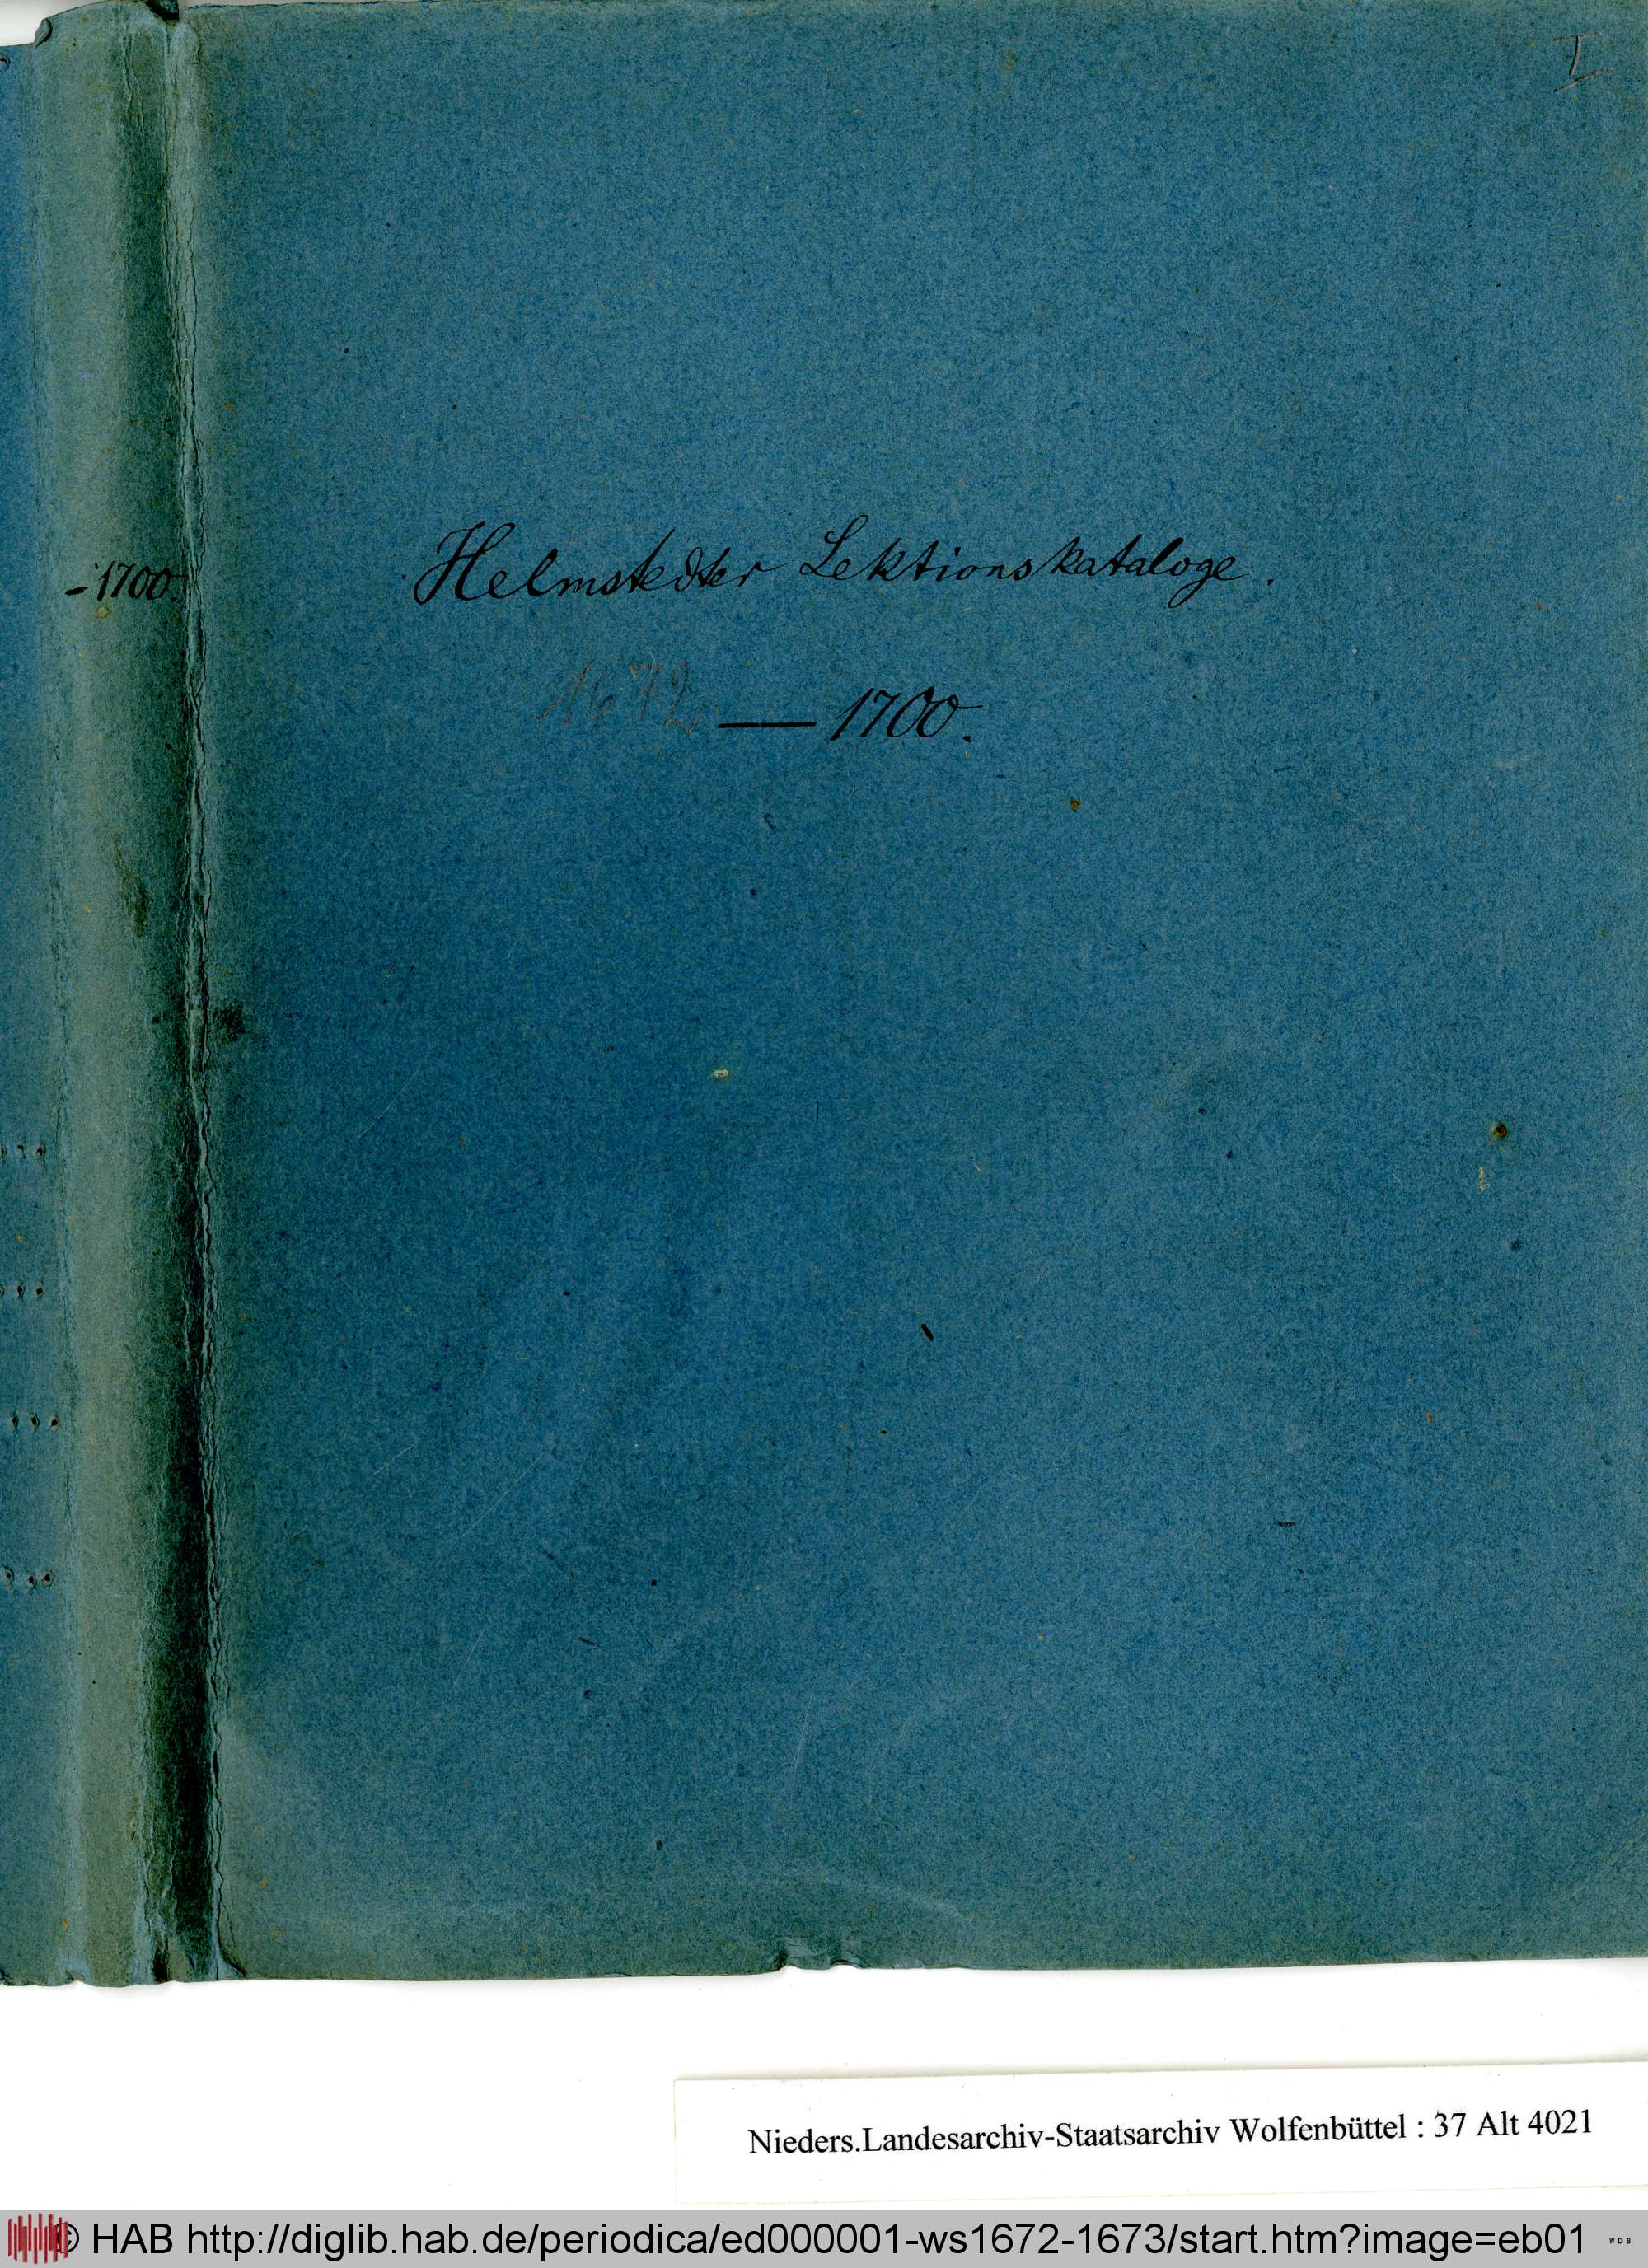 I
- 1700.
Helmstedter Lektionskataloge.
1672 — 1700.
Nieders.Landesarchiv-Staatsarchiv Wolfenbüttel : 37 Alt 4021
© HAB http://diglib.hab.de/periodica/ed000001-ws1672-1673/start.htm?image=eb01
WDB